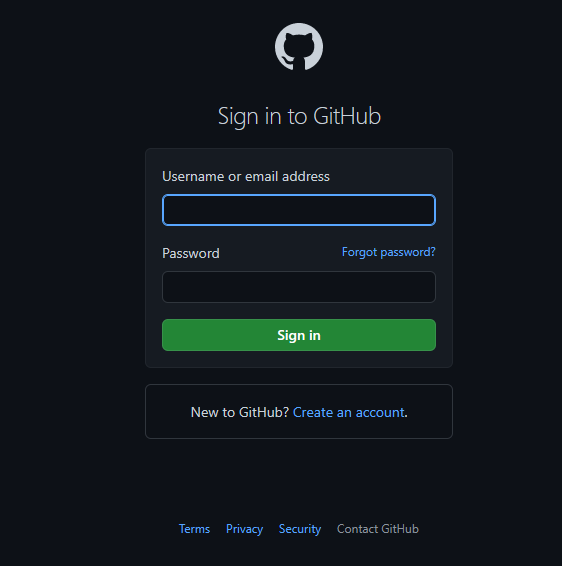 Sign in to GitHub
Username or email address
Password Forgot password?
Sign in
New to GitHub? Create an account.
Terms Privacy Security Contact GitHub